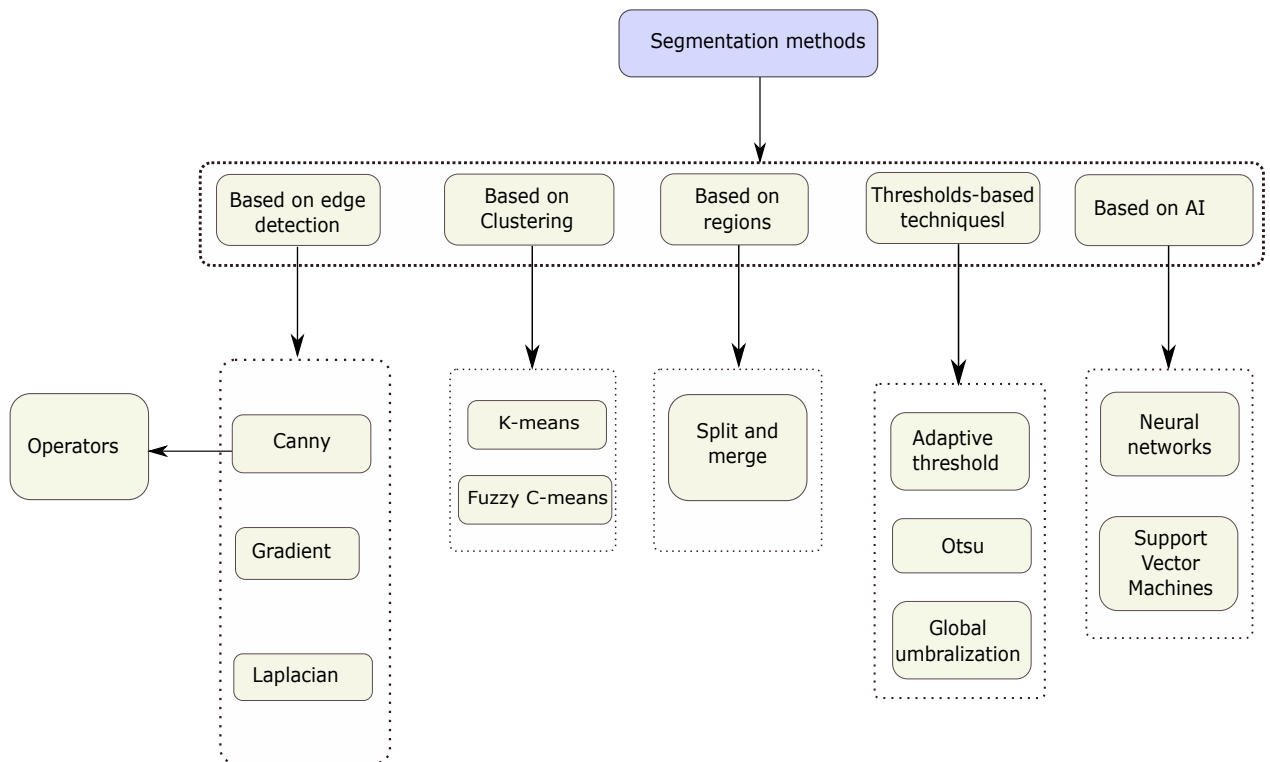 Segmentation methods
Based on edge
detection
Based on
Clustering
Based on
regions
Thresholds-based
techniquesl
Based on AI
Operators
Canny
Gradient
Laplacian
K-means
Fuzzy C-means
Split and
merge
Adaptive
threshold
Otsu
Global
umbralization
Neural
networks
Support
Vector
Machines